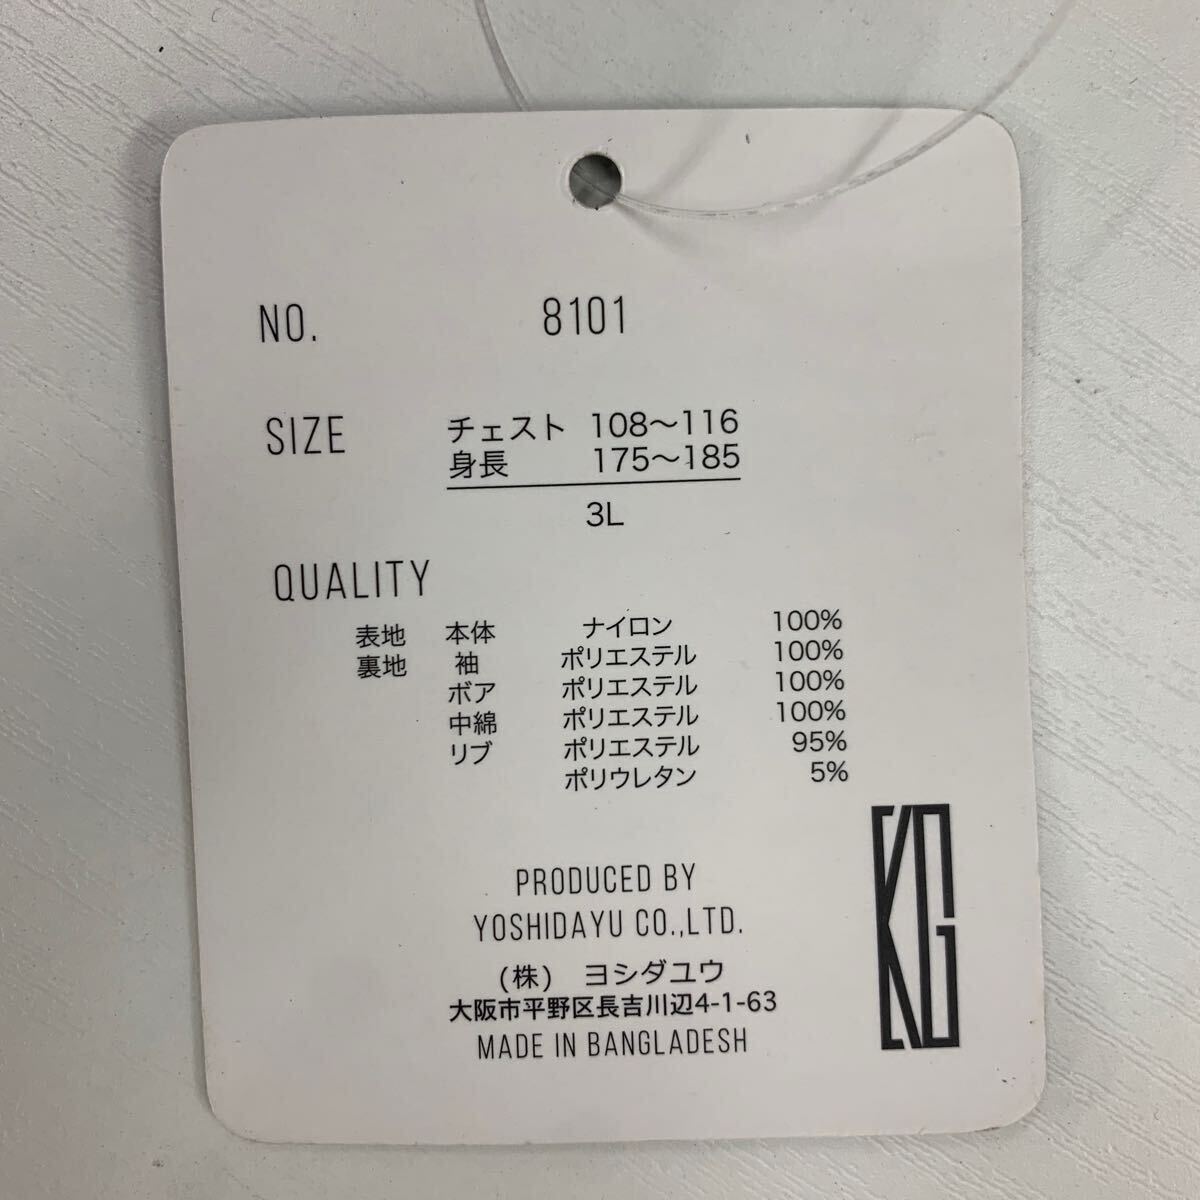 NO. 8101
SIZE チェスト 108～116
身長 175～185
3L
QUALITY
表地 本体 ナイロン 100%
裏地 袖 ポリエステル 100%
ボア ポリエステル 100%
中綿 ポリエステル 100%
リブ ポリエステル 95%
ポリウレタン 5%
PRODUCED BY
YOSHIDAYU CO.,LTD.
(株) ヨシダユウ
大阪市平野区長吉川辺4-1-63
MADE IN BANGLADESH
KG